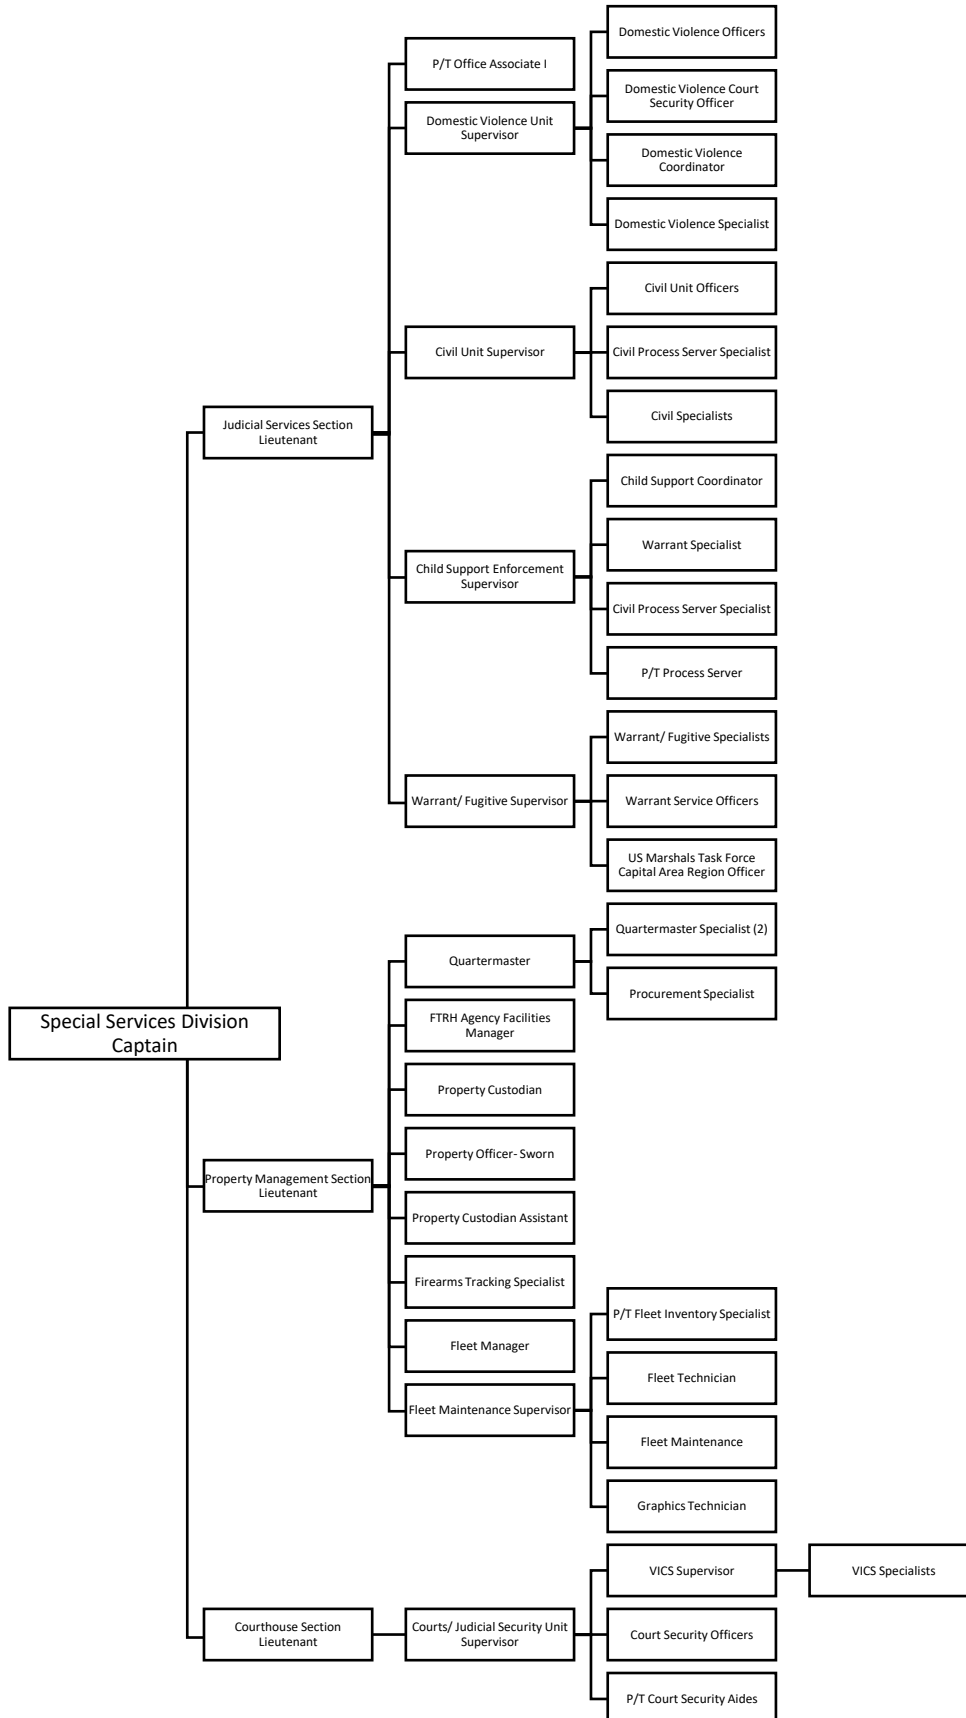 Domestic Violence Officers
P/T Office Associate I
Domestic Violence Court
Security Officer
Domestic Violence Unit
Supervisor
Domestic Violence
Coordinator
Domestic Violence Specialist
Civil Unit Officers
Civil Unit Supervisor
Civil Process Server Specialist
Civil Specialists
Judicial Services Section
Lieutenant
Child Support Coordinator
Warrant Specialist
Child Support Enforcement
Supervisor
Civil Process Server Specialist
P/T Process Server
Warrant/ Fugitive Specialists
Warrant/ Fugitive Supervisor
Warrant Service Officers
US Marshals Task Force
Capital Area Region Officer
Quartermaster Specialist (2)
Quartermaster
Procurement Specialist
Special Services Division
Captain
FTRH Agency Facilities
Manager
Property Custodian
Property Officer- Sworn
Property Management Section
Lieutenant
Property Custodian Assistant
Firearms Tracking Specialist
P/T Fleet Inventory Specialist
Fleet Manager
Fleet Technician
Fleet Maintenance Supervisor
Fleet Maintenance
Graphics Technician
VICS Supervisor
VICS Specialists
Courthouse Section
Lieutenant
Courts/ Judicial Security Unit
Supervisor
Court Security Officers
P/T Court Security Aides